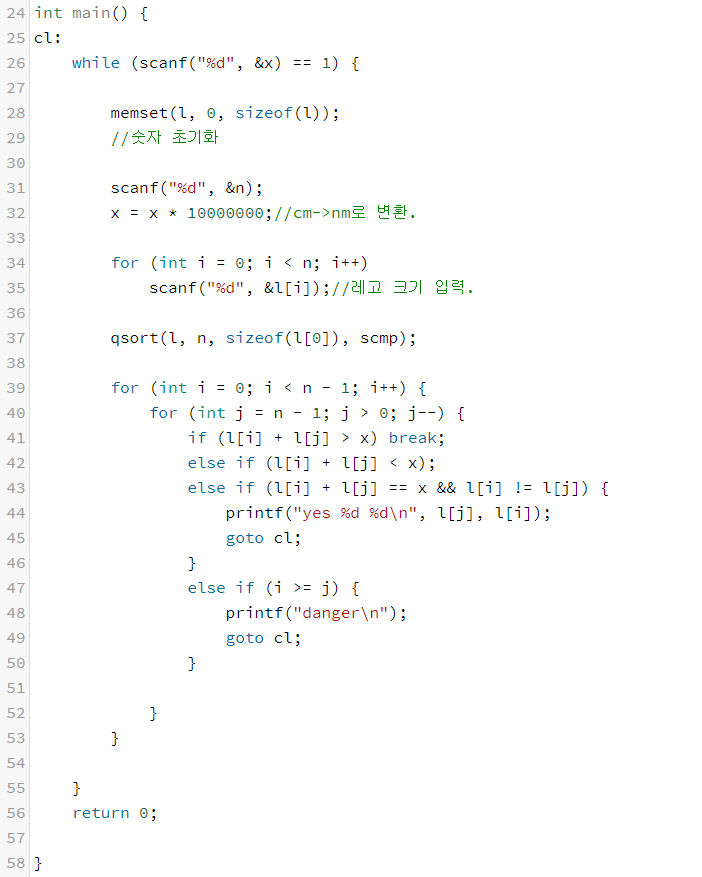 24 int main() {
25 cl:
26     while (scanf("%d", &x) == 1) {
27
28         memset(l, 0, sizeof(l));
29         //숫자 초기화
30
31         scanf("%d", &n);
32         x = x * 10000000;//cm->nm로 변환.
33
34         for (int i = 0; i < n; i++)
35             scanf("%d", &l[i]);//레고 크기 입력.
36
37         qsort(l, n, sizeof(l[0]), scmp);
38
39         for (int i = 0; i < n - 1; i++) {
40             for (int j = n - 1; j > 0; j--) {
41                 if (l[i] + l[j] > x) break;
42                 else if (l[i] + l[j] < x);
43                 else if (l[i] + l[j] == x && l[i] != l[j]) {
44                     printf("yes %d %d\n", l[j], l[i]);
45                     goto cl;
46                 }
47                 else if (i >= j) {
48                     printf("danger\n");
49                     goto cl;
50                 }
51
52             }
53         }
54
55     }
56     return 0;
57
58 }